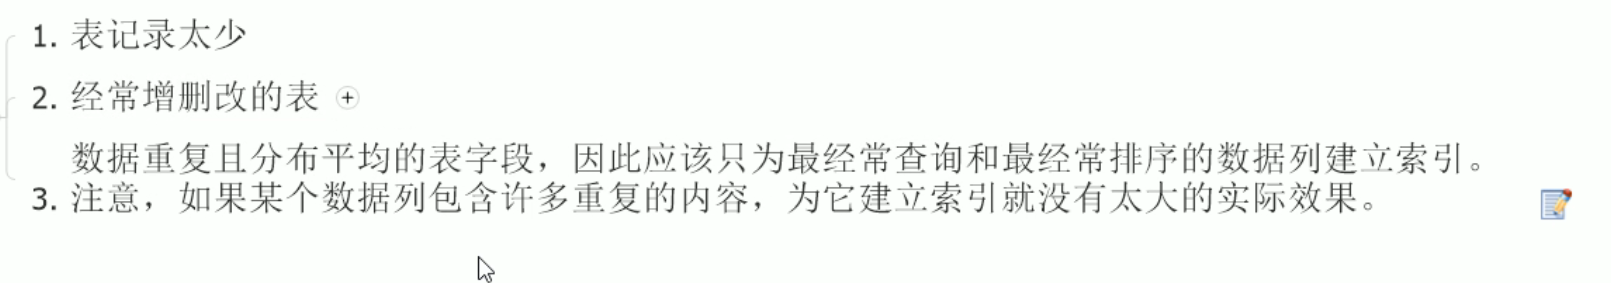 1. 表记录太少
2. 经常增删改的表
数据重复且分布平均的表字段，因此应该只为最经常查询和最经常排序的数据列建立索引。
3. 注意，如果某个数据列包含许多重复的内容，为它建立索引就没有太大的实际效果。